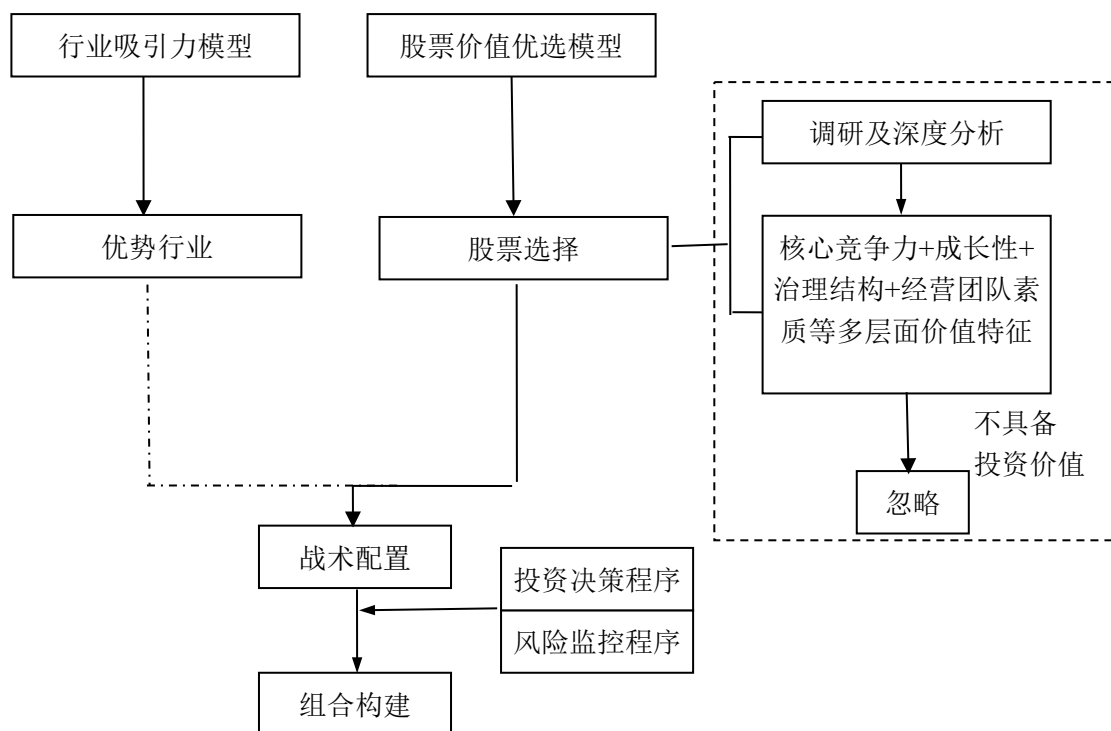 行业吸引力模型
股票价值优选模型
调研及深度分析
优势行业
股票选择
核心竞争力+成长性+
治理结构+经营团队素
质等多层面价值特征
不具备
投资价值
忽略
战术配置
投资决策程序
风险监控程序
组合构建